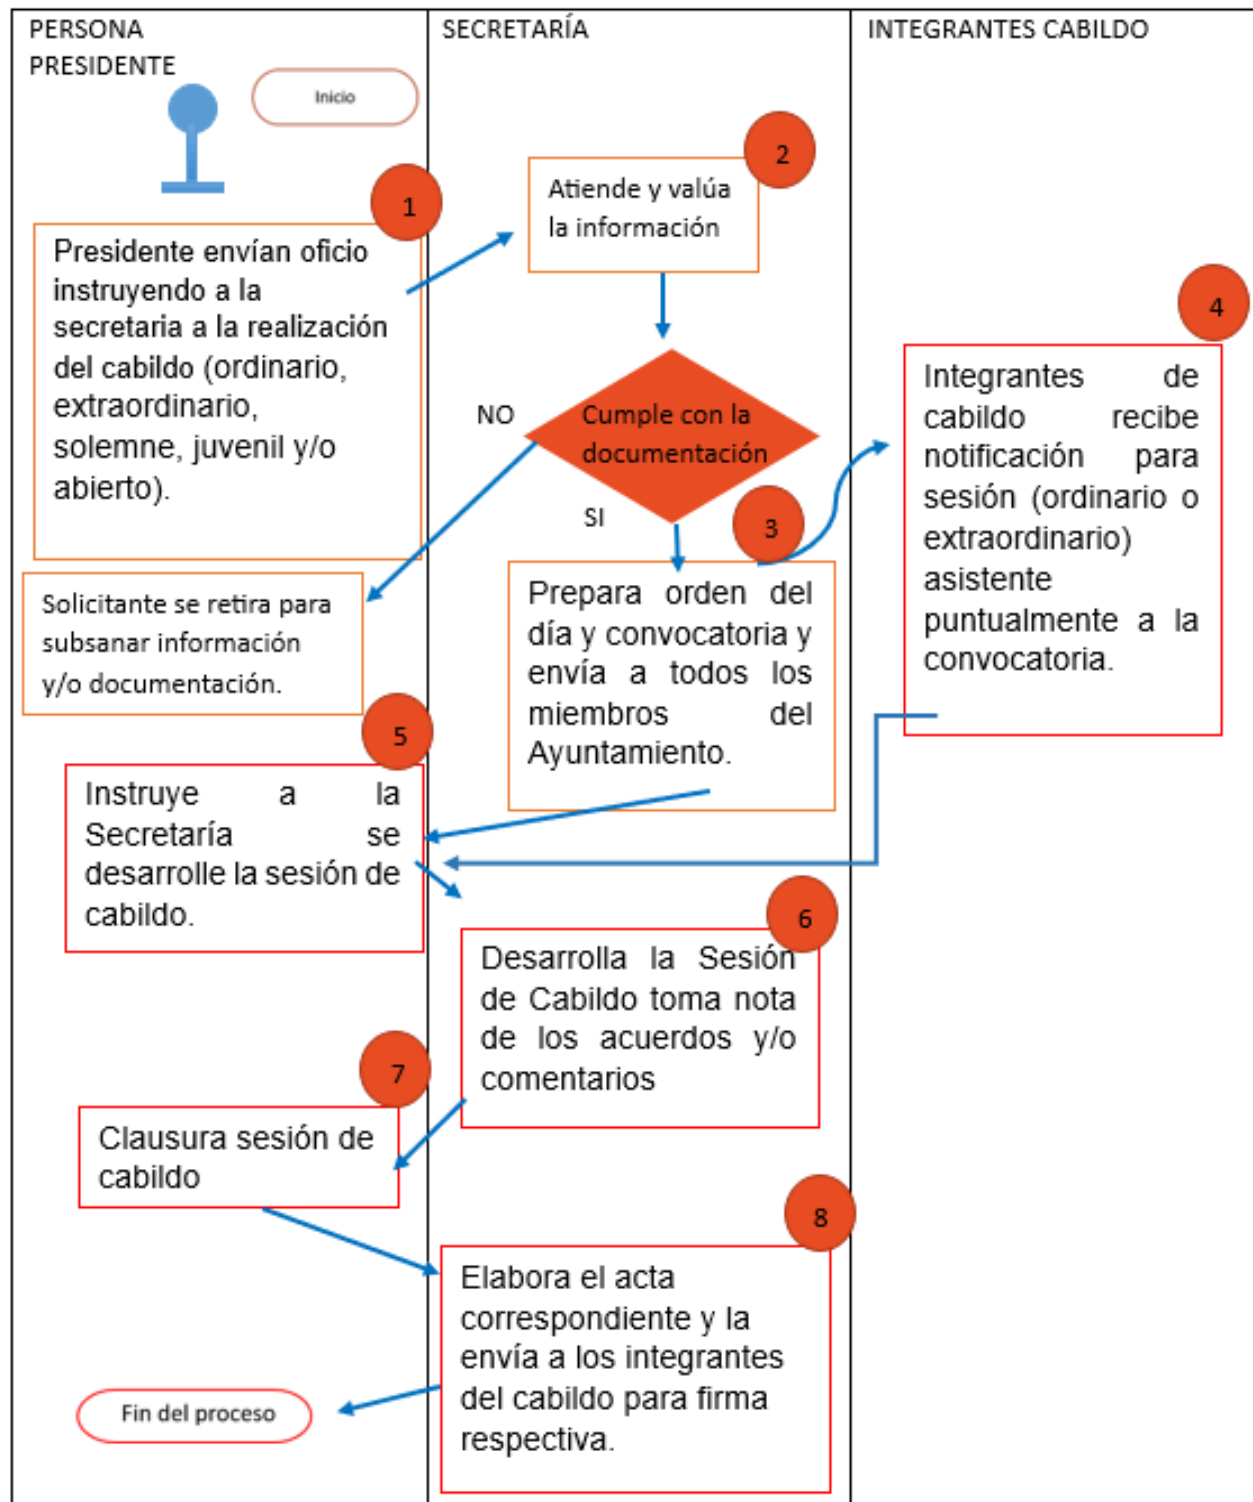 PERSONA
PRESIDENTE
SECRETARÍA
INTEGRANTES CABILDO
Inicio
1
Presidente envían oficio
instruyendo a la
secretaria a la realización
del cabildo (ordinario,
extraordinario,
solemne, juvenil y/o
abierto).
2
Atiende y valúa
la información
Cumple con la
documentación
NO
SI
Solicitante se retira para
subsanar información
y/o documentación.
3
Prepara orden del
día y convocatoria y
envía a todos los
miembros del
Ayuntamiento.
4
Integrantes de
cabildo recibe
notificación para
sesión (ordinario o
extraordinario)
asistente
puntualmente a la
convocatoria.
5
Instruye a la
Secretaría se
desarrolle la sesión de
cabildo.
6
Desarrolla la Sesión
de Cabildo toma nota
de los acuerdos y/o
comentarios
7
Clausura sesión de
cabildo
8
Elabora el acta
correspondiente y la
envía a los integrantes
del cabildo para firma
respectiva.
Fin del proceso